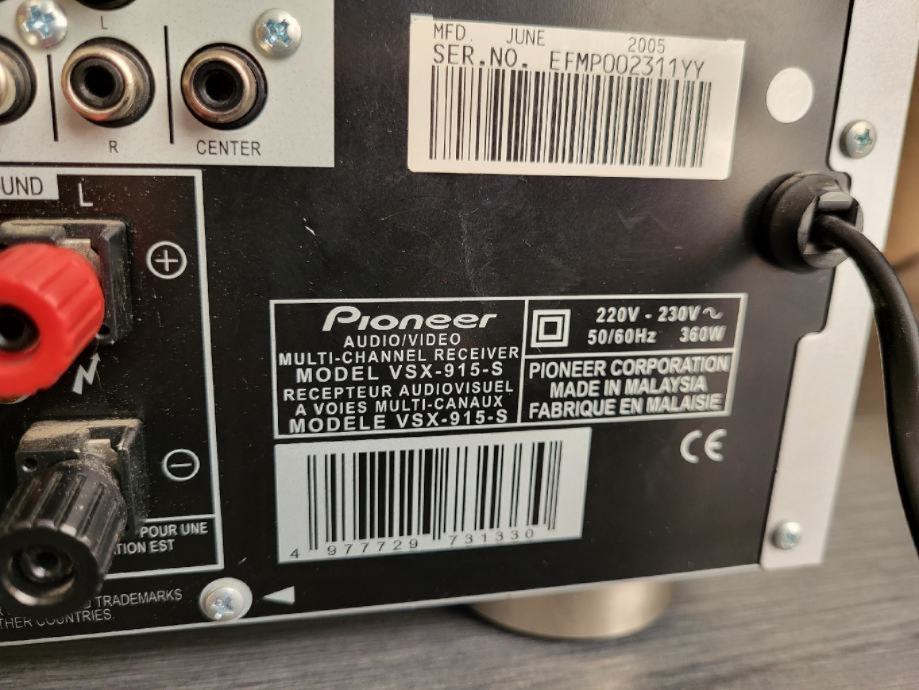 L
R
CENTER
MFD. JUNE 2005
SER.NO. EFMP002311YY
UND
L
+
−
Pioneer
AUDIO/VIDEO
MULTI-CHANNEL RECEIVER
MODEL VSX-915-S
RECEPTEUR AUDIOVISUEL
A VOIES MULTI-CANAUX
MODELE VSX-915-S
220V - 230V ~
50/60Hz 360W
PIONEER CORPORATION
MADE IN MALAYSIA
FABRIQUE EN MALAISIE
CE
4 977729 731330
POUR UNE
TION EST
TRADEMARKS
THER COUNTRIES.